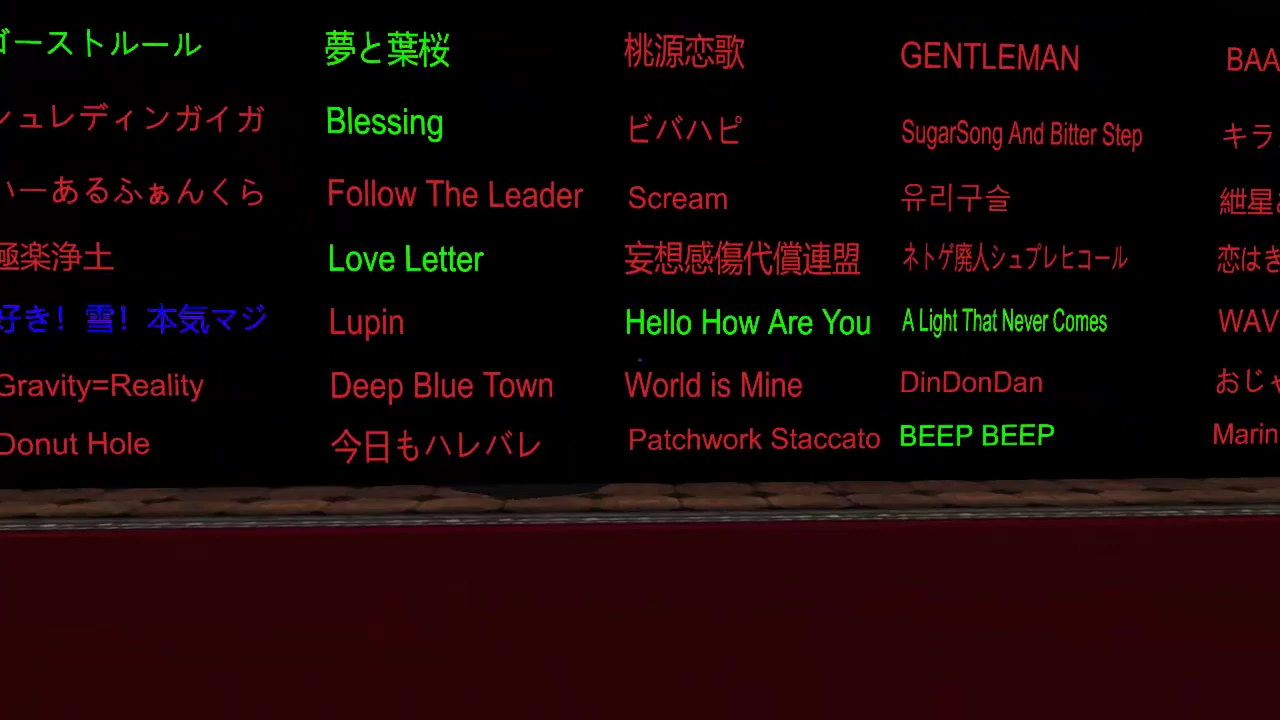 ゴーストルール
シュレディンガイガ
いーあるふぁんくら
極楽浄土
好き！雪！本気マジ
Gravity=Reality
Donut Hole
夢と葉桜
Blessing
Follow The Leader
Love Letter
Lupin
Deep Blue Town
今日もハレバレ
桃源恋歌
ビバハピ
Scream
妄想感傷代償連盟
Hello How Are You
World is Mine
Patchwork Staccato
GENTLEMAN
SugarSong And Bitter Step
유리구슬
ネトゲ廃人シュプレヒコール
A Light That Never Comes
DinDonDan
BEEP BEEP
BAA
キラ
紲星
恋はき
WAV
おじゃ
Marin